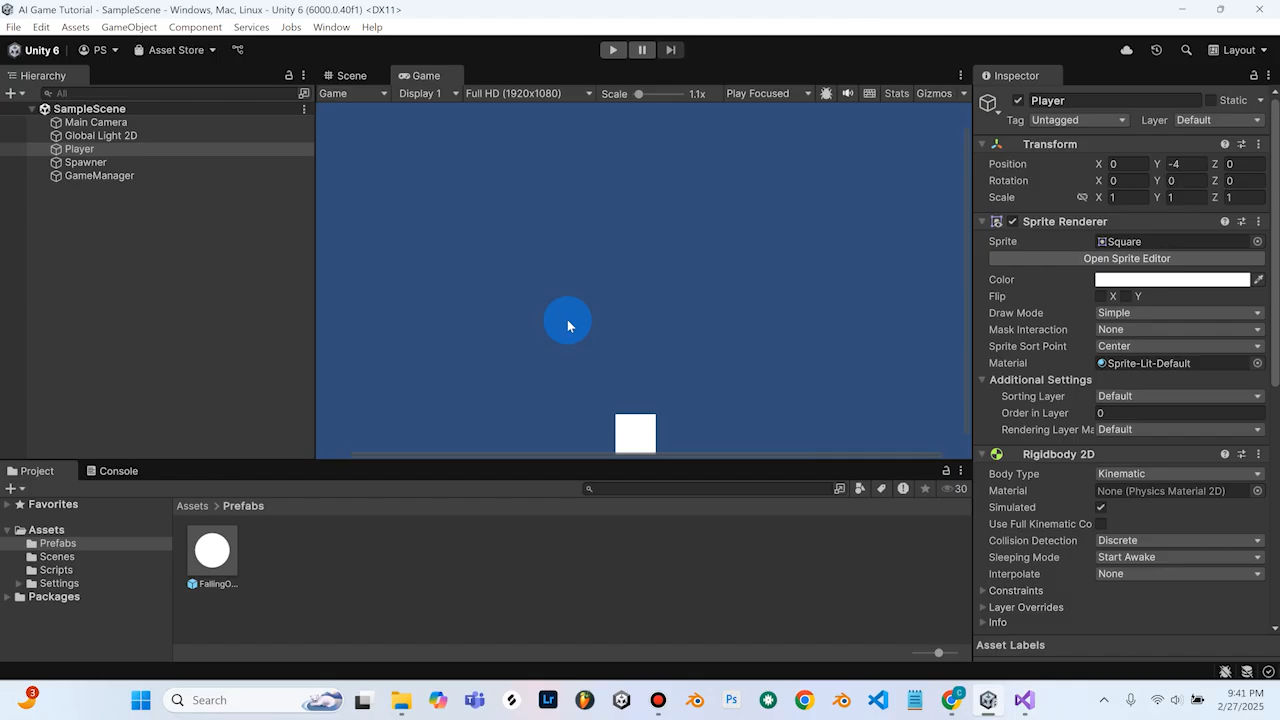 AI Game Tutorial - SampleScene - Windows, Mac, Linux - Unity 6 (6000.0.40f1) <DX11>
File Edit Assets GameObject Component Services Jobs Window Help
Unity 6 PS Asset Store Layout
Hierarchy
All
SampleScene
Main Camera
Global Light 2D
Player
Spawner
GameManager
Scene Game
Game Display 1 Full HD (1920x1080) Scale 1.1x Play Focused Stats Gizmos
Inspector
Player Static
Tag Untagged Layer Default
Transform
Position X 0 Y -4 Z 0
Rotation X 0 Y 0 Z 0
Scale X 1 Y 1 Z 1
Sprite Renderer
Sprite Square
Open Sprite Editor
Color
Flip X Y
Draw Mode Simple
Mask Interaction None
Sprite Sort Point Center
Material Sprite-Lit-Default
Additional Settings
Sorting Layer Default
Order in Layer 0
Rendering Layer Ma Default
Rigidbody 2D
Body Type Kinematic
Material None (Physics Material 2D)
Simulated
Use Full Kinematic Co
Collision Detection Discrete
Sleeping Mode Start Awake
Interpolate None
Constraints
Layer Overrides
Info
Asset Labels
Project Console
30
Favorites
Assets
Prefabs
Scenes
Scripts
Settings
Packages
Assets > Prefabs
FallingO...
3
Search
Lr
Ps
C
9:41 PM
2/27/2025